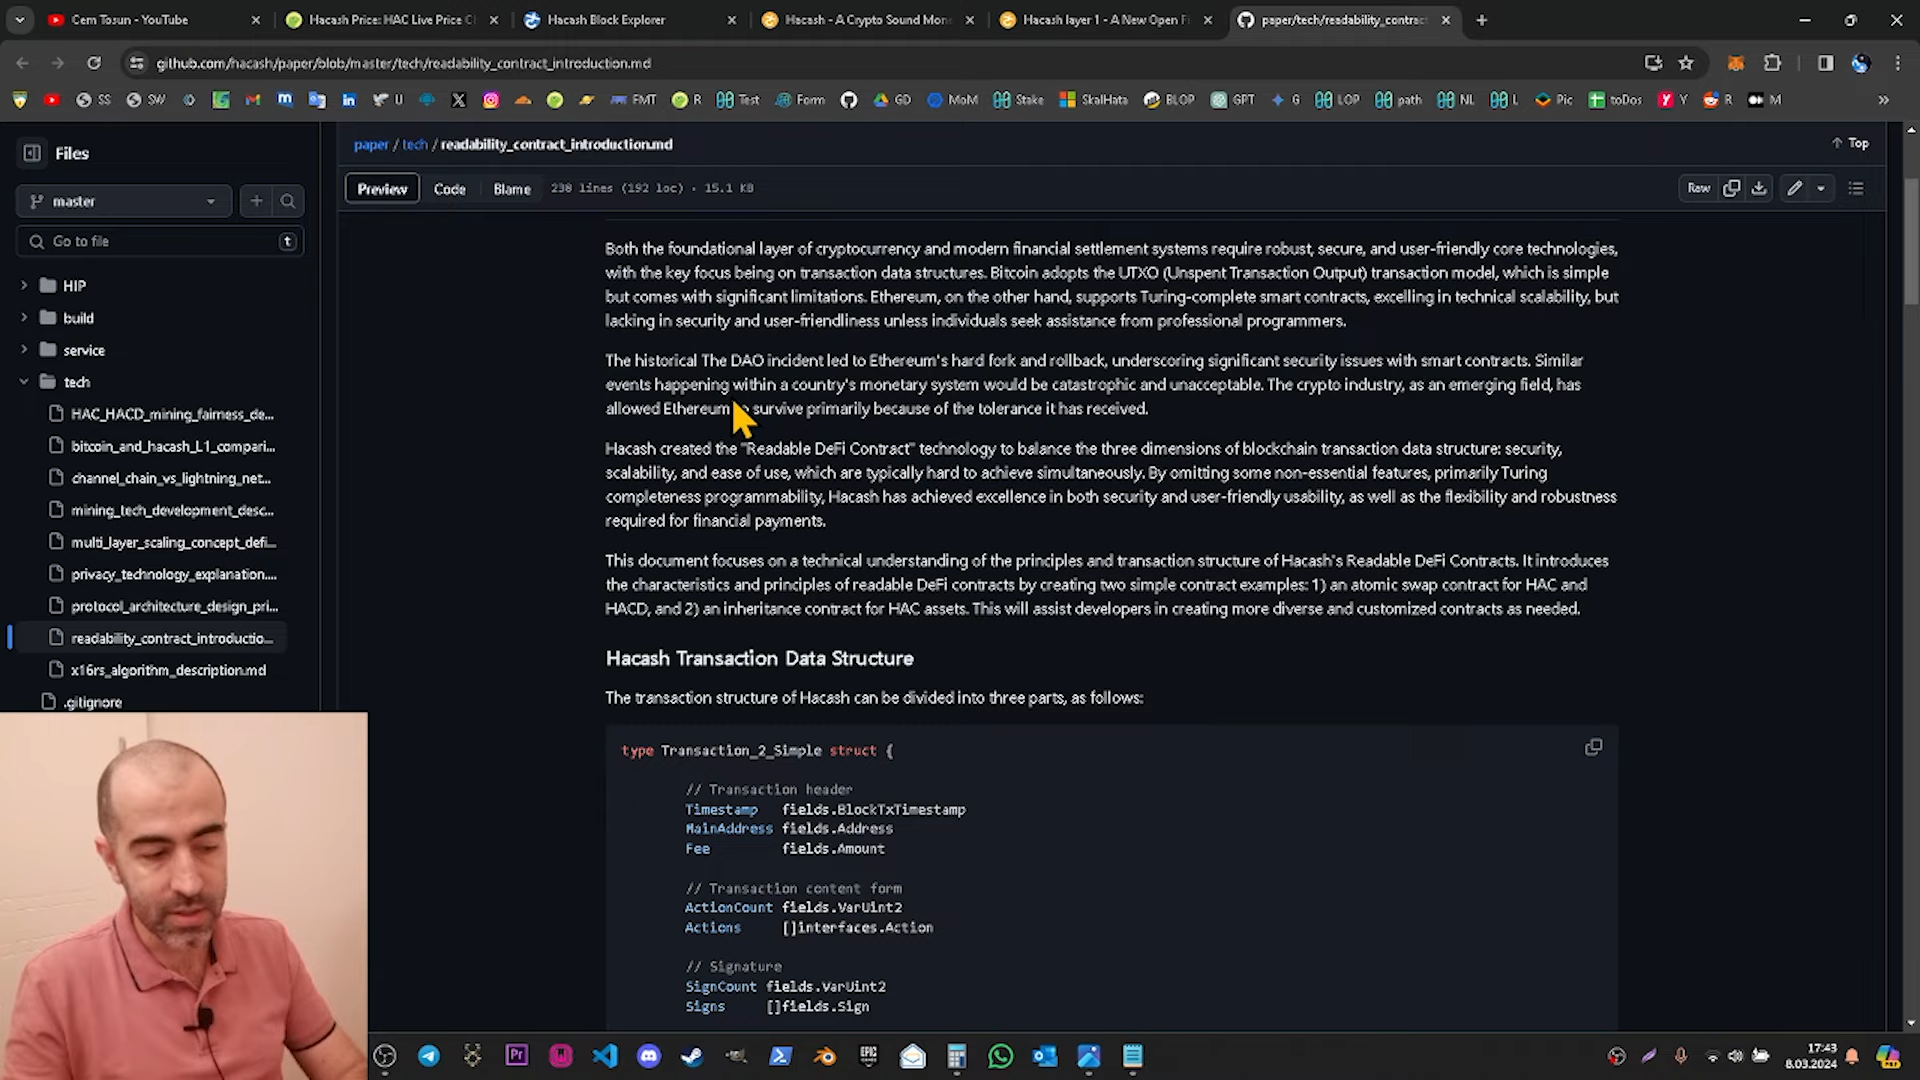 Cem Tosun - YouTube
Hacash Price: HAC Live Price C
Hacash Block Explorer
Hacash - A Crypto Sound Mon
Hacash layer 1 - A New Open F
paper/tech/readability_contrac
github.com/hacash/paper/blob/master/tech/readability_contract_introduction.md
SS
SW
U
FMT
R
Test
Form
GD
MoM
Stake
SkalHata
BLOP
GPT
G
LOP
path
NL
L
Pic
toDos
Y
R
M
Files
paper / tech / readability_contract_introduction.md
Top
master
Preview
Code
Blame
238 lines (192 loc) · 15.1 KB
Raw
Go to file
t
HIP
build
service
tech
HAC_HACD_mining_fairness_de...
bitcoin_and_hacash_L1_compari...
channel_chain_vs_lightning_net...
mining_tech_development_desc...
multi_layer_scaling_concept_defi...
privacy_technology_explanation....
protocol_architecture_design_pri...
readability_contract_introductio...
x16rs_algorithm_description.md
.gitignore
Both the foundational layer of cryptocurrency and modern financial settlement systems require robust, secure, and user-friendly core technologies,
with the key focus being on transaction data structures. Bitcoin adopts the UTXO (Unspent Transaction Output) transaction model, which is simple
but comes with significant limitations. Ethereum, on the other hand, supports Turing-complete smart contracts, excelling in technical scalability, but
lacking in security and user-friendliness unless individuals seek assistance from professional programmers.
The historical The DAO incident led to Ethereum's hard fork and rollback, underscoring significant security issues with smart contracts. Similar
events happening within a country's monetary system would be catastrophic and unacceptable. The crypto industry, as an emerging field, has
allowed Ethereum survive primarily because of the tolerance it has received.
Hacash created the "Readable DeFi Contract" technology to balance the three dimensions of blockchain transaction data structure: security,
scalability, and ease of use, which are typically hard to achieve simultaneously. By omitting some non-essential features, primarily Turing
completeness programmability, Hacash has achieved excellence in both security and user-friendly usability, as well as the flexibility and robustness
required for financial payments.
This document focuses on a technical understanding of the principles and transaction structure of Hacash's Readable DeFi Contracts. It introduces
the characteristics and principles of readable DeFi contracts by creating two simple contract examples: 1) an atomic swap contract for HAC and
HACD, and 2) an inheritance contract for HAC assets. This will assist developers in creating more diverse and customized contracts as needed.
Hacash Transaction Data Structure
The transaction structure of Hacash can be divided into three parts, as follows:
type Transaction_2_Simple struct {
// Transaction header
Timestamp fields.BlockTxTimestamp
MainAddress fields.Address
Fee fields.Amount
// Transaction content form
ActionCount fields.VarUint2
Actions []interfaces.Action
// Signature
SignCount fields.VarUint2
Signs []fields.Sign
Pr
EPIC
17:43
8.03.2024